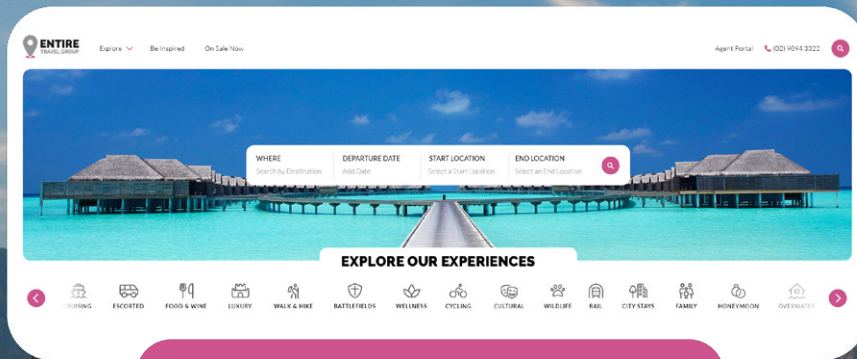 ENTIRE
TRAVEL GROUP
Explore
Be Inspired
On Sale Now
Agent Portal
(02) 9094 3322
WHERE
Search by Destination
DEPARTURE DATE
Add Date
START LOCATION
Select a Start Location
END LOCATION
Select an End Location
EXPLORE OUR EXPERIENCES
CRUISING
ESCORTED
FOOD & WINE
LUXURY
WALK & HIKE
BATTLEFIELDS
WELLNESS
CYCLING
CULTURAL
WILDLIFE
RAIL
CITY STAYS
FAMILY
HONEYMOON
OVERWATER